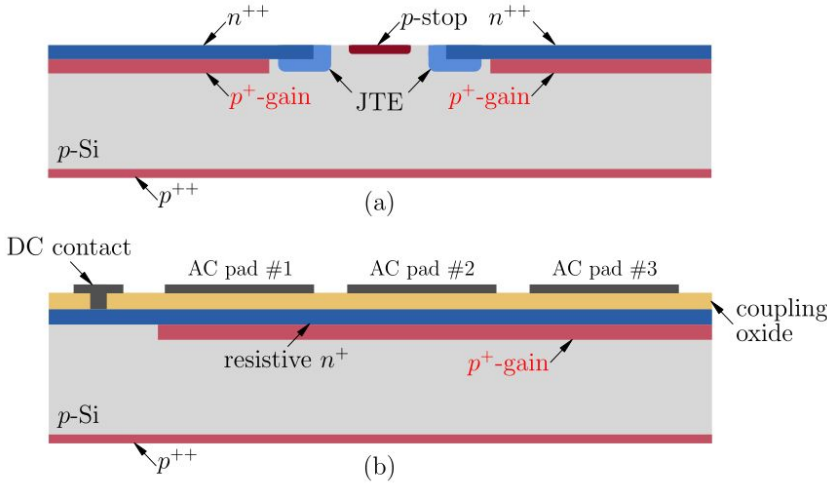 n++
p-stop
n++
p+-gain
JTE
p+-gain
p-Si
p++
(a)
DC contact
AC pad #1
AC pad #2
AC pad #3
coupling
oxide
resistive n+
p+-gain
p-Si
p++
(b)